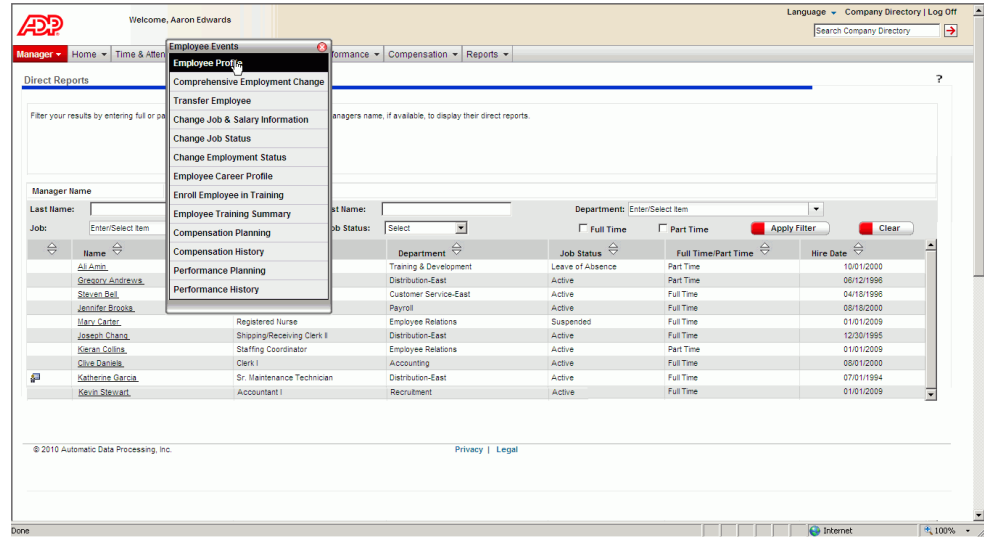 Language Company Directory | Log Off
ADP
Welcome, Aaron Edwards
Search Company Directory
Manager Home Time & Atten Compensation Reports
Employee Events
Employee Profile
Comprehensive Employment Change
Transfer Employee
Change Job & Salary Information
Change Job Status
Change Employment Status
Employee Career Profile
Enroll Employee in Training
Employee Training Summary
Compensation Planning
Compensation History
Performance Planning
Performance History
Direct Reports ?
Filter your results by entering full or pa anagers name, if available, to display their direct reports.
Manager Name
Last Name: st Name: Department: Enter/Select Item
Job: Enter/Select Item ob Status: Select Full Time Part Time Apply Filter Clear
Name Department Job Status Full Time/Part Time Hire Date
Ali Amin Training & Development Leave of Absence Part Time 10/01/2000
Gregory Andrews Distribution-East Active Part Time 06/12/1996
Steven Bell Customer Service-East Active Full Time 04/18/1996
Jennifer Brooks Payroll Active Full Time 08/18/2000
Mary Carter Registered Nurse Employee Relations Suspended Full Time 01/01/2009
Joseph Chang Shipping/Receiving Clerk II Distribution-East Active Full Time 12/30/1995
Kieran Collins Staffing Coordinator Employee Relations Active Part Time 01/01/2009
Clive Daniels Clerk I Accounting Active Full Time 08/01/2000
Katherine Garcia Sr. Maintenance Technician Distribution-East Active Full Time 07/01/1994
Kevin Stewart Accountant I Recruitment Active Full Time 01/01/2009
© 2010 Automatic Data Processing, Inc. Privacy | Legal
Done Internet 100%